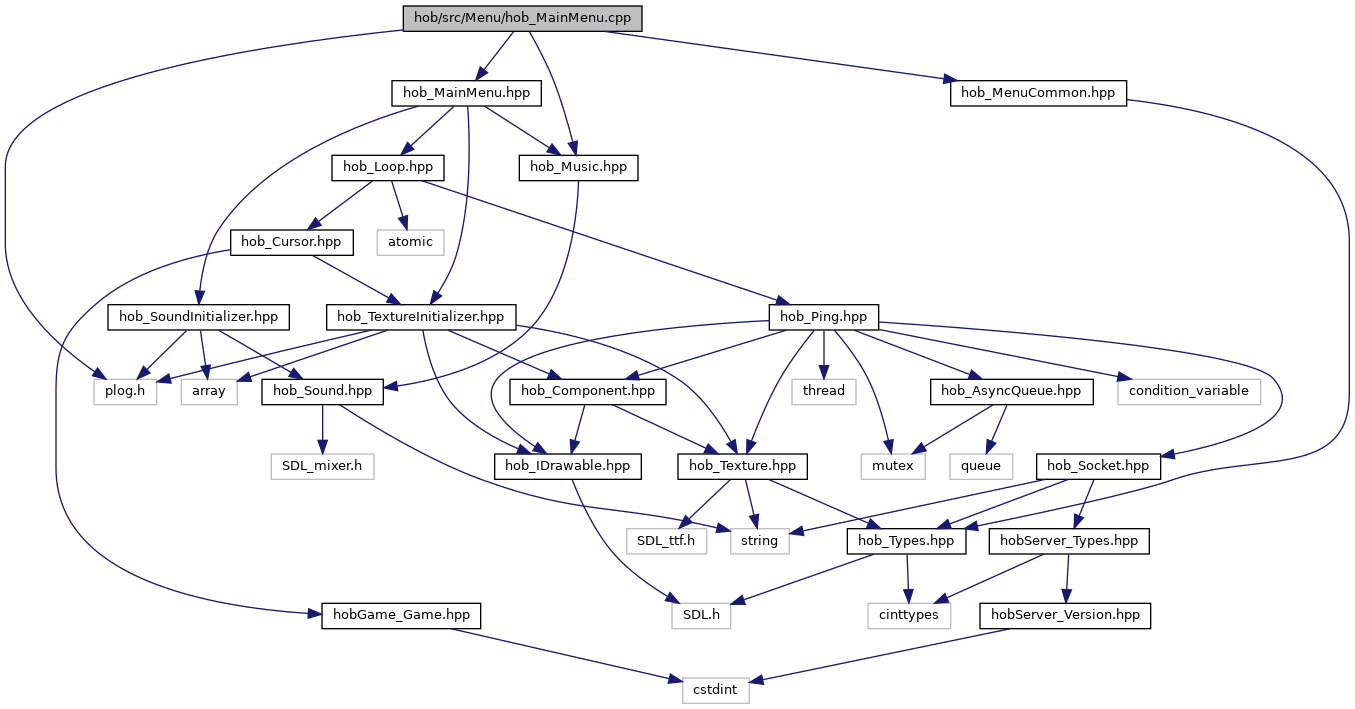 hob/src/Menu/hob_MainMenu.cpp
hob_MainMenu.hpp
hob_MenuCommon.hpp
hob_Loop.hpp
hob_Music.hpp
hob_Cursor.hpp
atomic
hob_SoundInitializer.hpp
hob_TextureInitializer.hpp
hob_Ping.hpp
plog.h
array
hob_Sound.hpp
hob_Component.hpp
thread
hob_AsyncQueue.hpp
condition_variable
SDL_mixer.h
hob_IDrawable.hpp
hob_Texture.hpp
mutex
queue
hob_Socket.hpp
SDL_ttf.h
string
hob_Types.hpp
hobServer_Types.hpp
hobGame_Game.hpp
SDL.h
cinttypes
hobServer_Version.hpp
cstdint